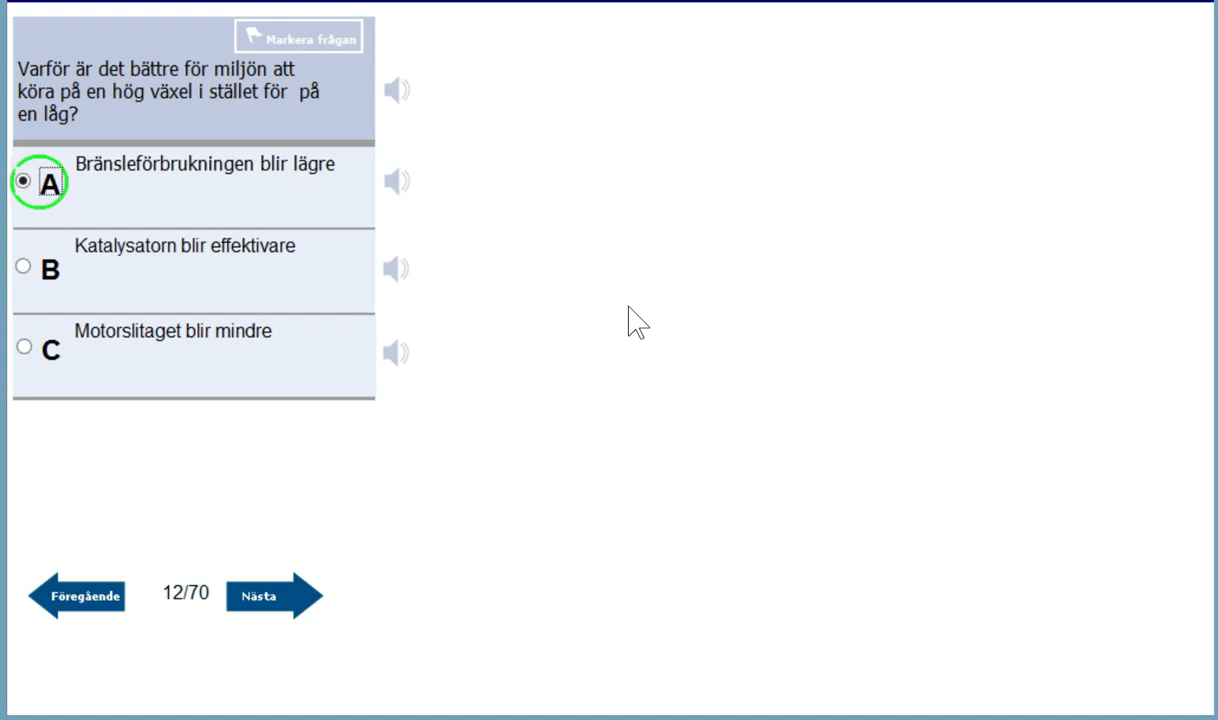 Markera frågan
Varför är det bättre för miljön att
köra på en hög växel i stället för  på
en låg?
A
Bränsleförbrukningen blir lägre
B
Katalysatorn blir effektivare
C
Motorslitaget blir mindre
Föregående
12/70
Nästa